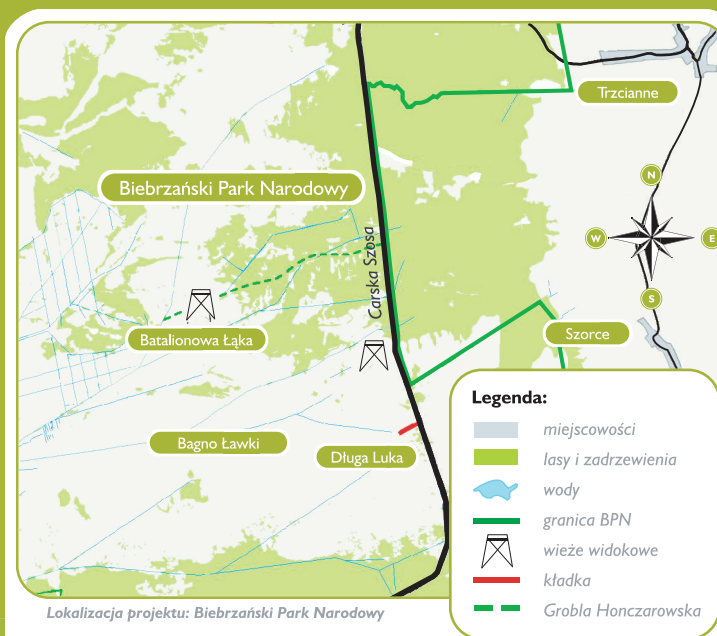 Trzcianne
N
Biebrzański Park Narodowy
W
E
Carska Szosa
S
Szorce
Batalionowa Łąka
Bagno Ławki
Długa Luka
Legenda:
miejscowości
lasy i zadrzewienia
wody
granica BPN
wieże widokowe
kładka
Grobla Honczarowska
Lokalizacja projektu: Biebrzański Park Narodowy